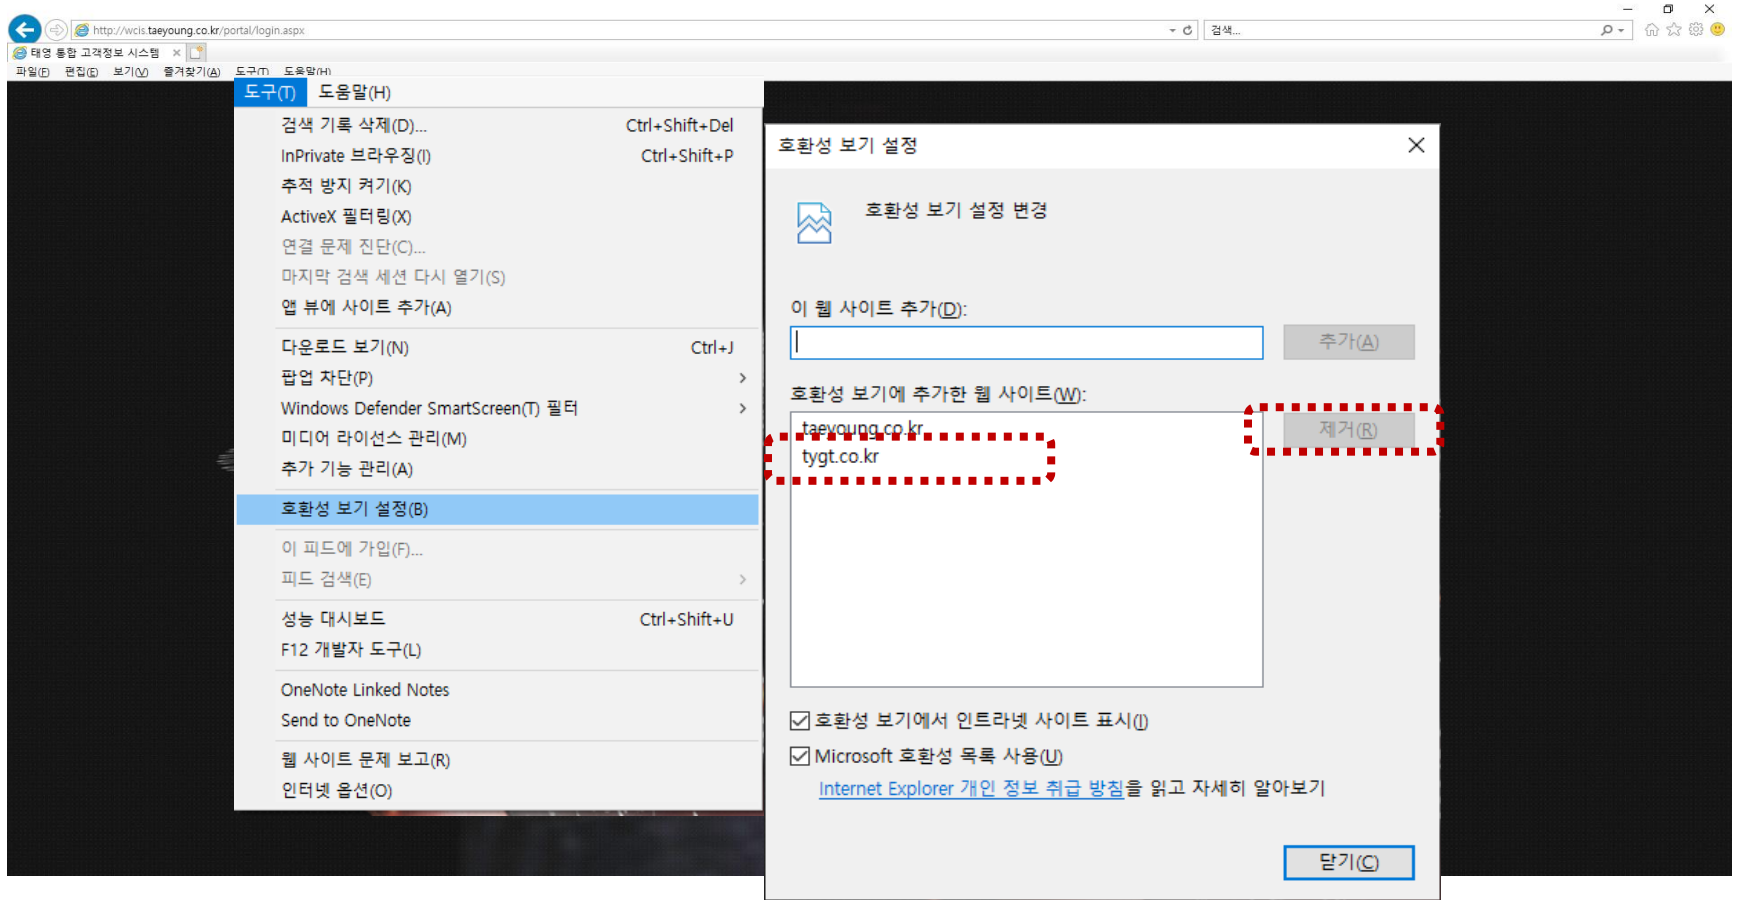 http://wcis.taeyoung.co.kr/portal/login.aspx
검색...
태영 통합 고객정보 시스템
파일(F) 편집(E) 보기(V) 즐겨찾기(A) 도구(T) 도움말(H)
도구(T) 도움말(H)
검색 기록 삭제(D)... Ctrl+Shift+Del
InPrivate 브라우징(I) Ctrl+Shift+P
추적 방지 켜기(K)
ActiveX 필터링(X)
연결 문제 진단(C)...
마지막 검색 세션 다시 열기(S)
앱 뷰에 사이트 추가(A)
다운로드 보기(N) Ctrl+J
팝업 차단(P)
Windows Defender SmartScreen(T) 필터
미디어 라이선스 관리(M)
추가 기능 관리(A)
호환성 보기 설정(B)
이 피드에 가입(F)...
피드 검색(E)
성능 대시보드 Ctrl+Shift+U
F12 개발자 도구(L)
OneNote Linked Notes
Send to OneNote
웹 사이트 문제 보고(R)
인터넷 옵션(O)
호환성 보기 설정
호환성 보기 설정 변경
이 웹 사이트 추가(D):
추가(A)
호환성 보기에 추가한 웹 사이트(W):
taeyoung.co.kr
제거(R)
tygt.co.kr
호환성 보기에서 인트라넷 사이트 표시(I)
Microsoft 호환성 목록 사용(U)
Internet Explorer 개인 정보 취급 방침을 읽고 자세히 알아보기
닫기(C)